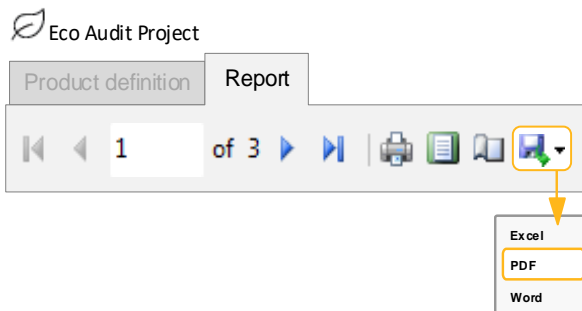 Eco Audit Project
Product definition Report
1 of 3
Excel
PDF
Word